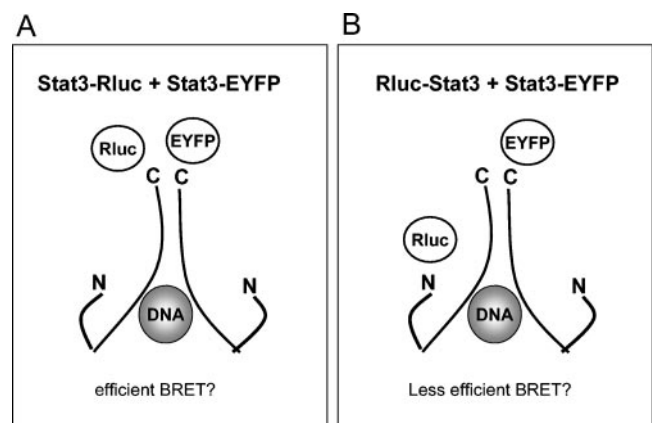 A
Stat3-Rluc + Stat3-EYFP
Rluc
EYFP
C C
N
N
DNA
efficient BRET?
B
Rluc-Stat3 + Stat3-EYFP
EYFP
C C
Rluc
N
N
DNA
Less efficient BRET?